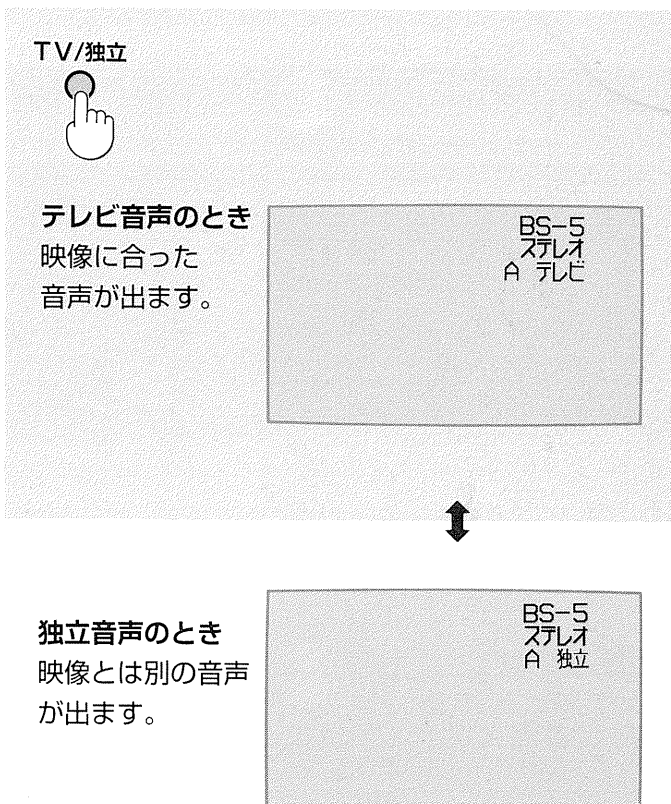 TV/独立
テレビ音声のとき
映像に合った
音声が出ます。
BS-5
ステレオ
A テレビ
独立音声のとき
映像とは別の音声
が出ます。
BS-5
ステレオ
A 独立